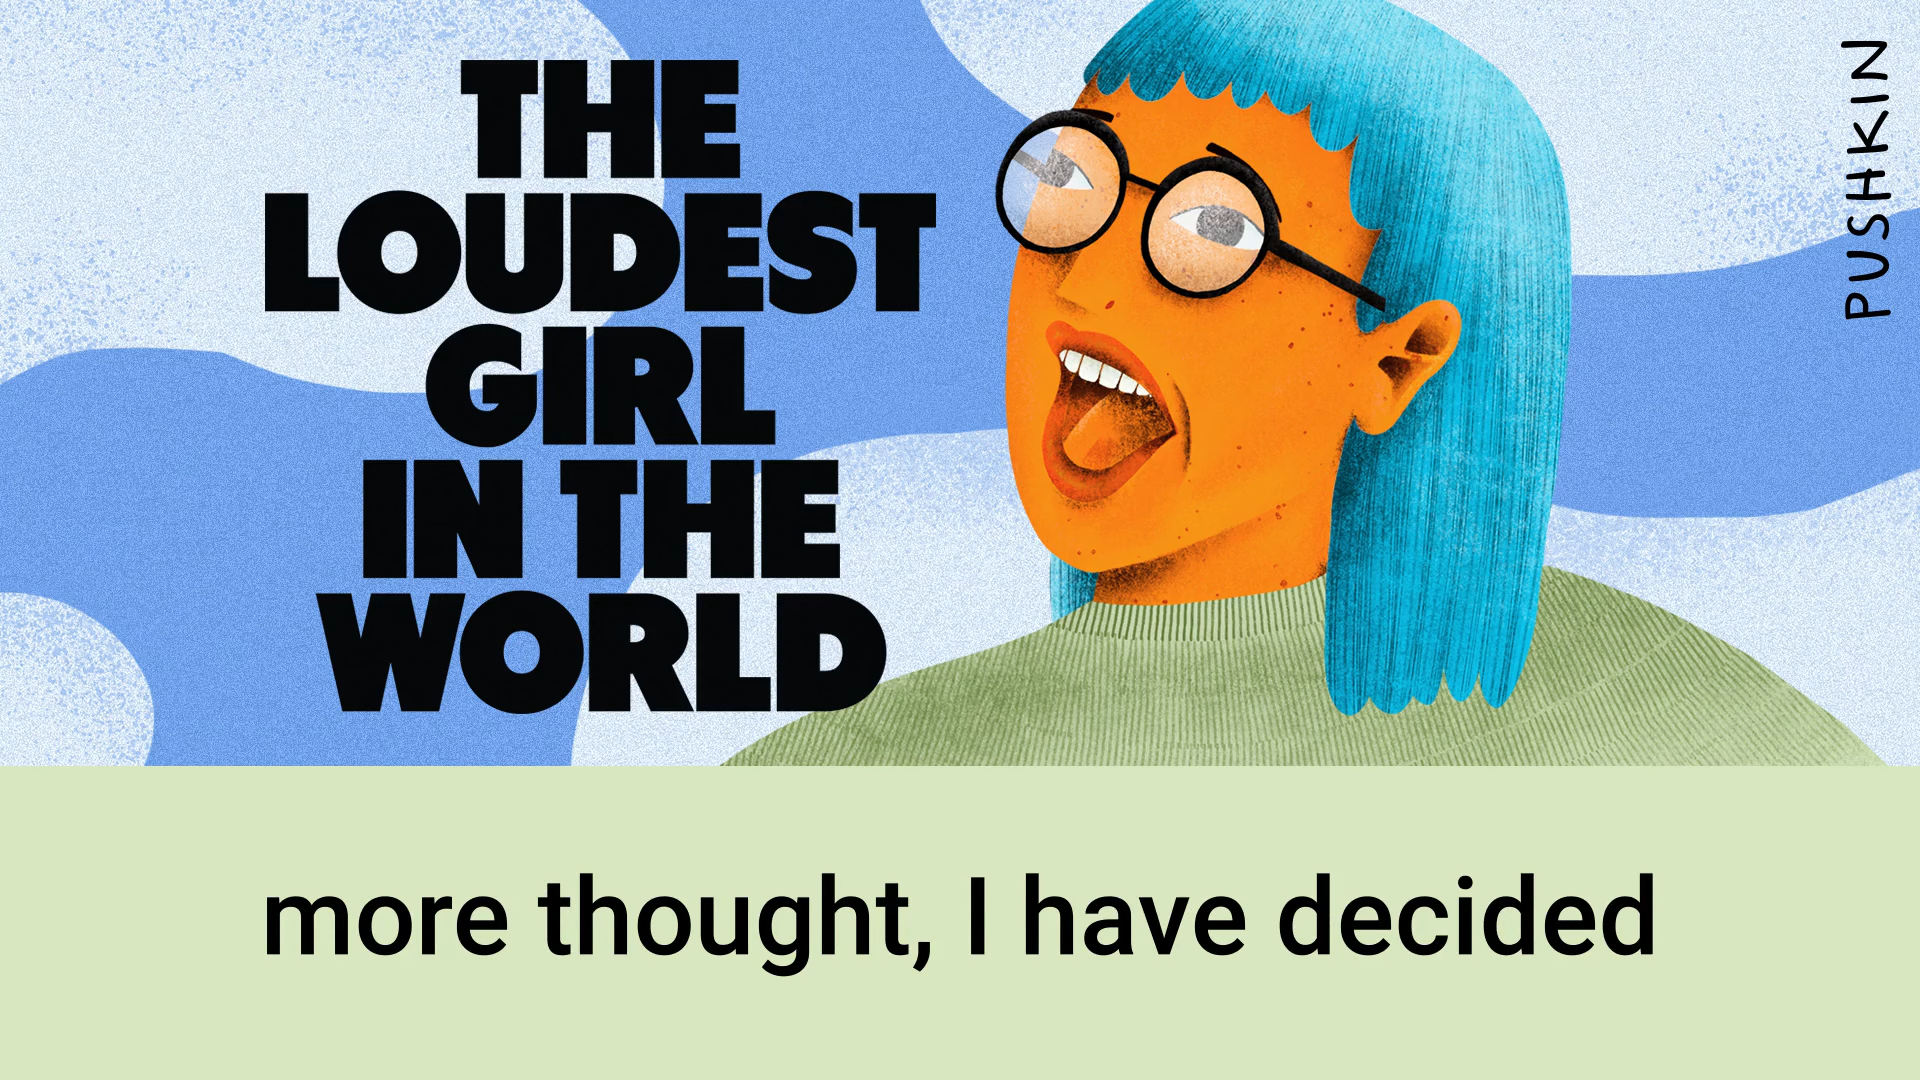 THE
LOUDEST
GIRL
IN THE
WORLD
PUSHKIN
more thought, I have decided